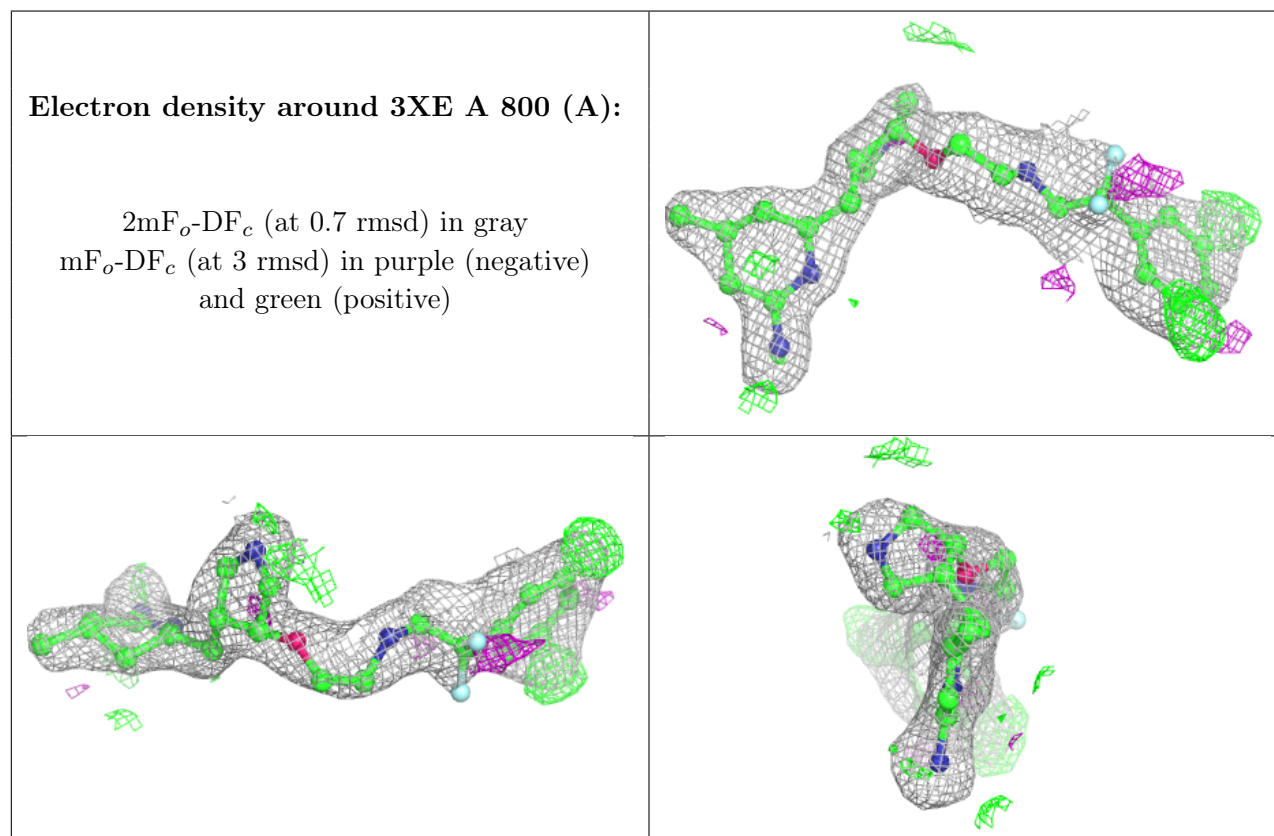 Electron density around 3XE A 800 (A):
2mFo-DFc (at 0.7 rmsd) in gray
mFo-DFc (at 3 rmsd) in purple (negative)
and green (positive)